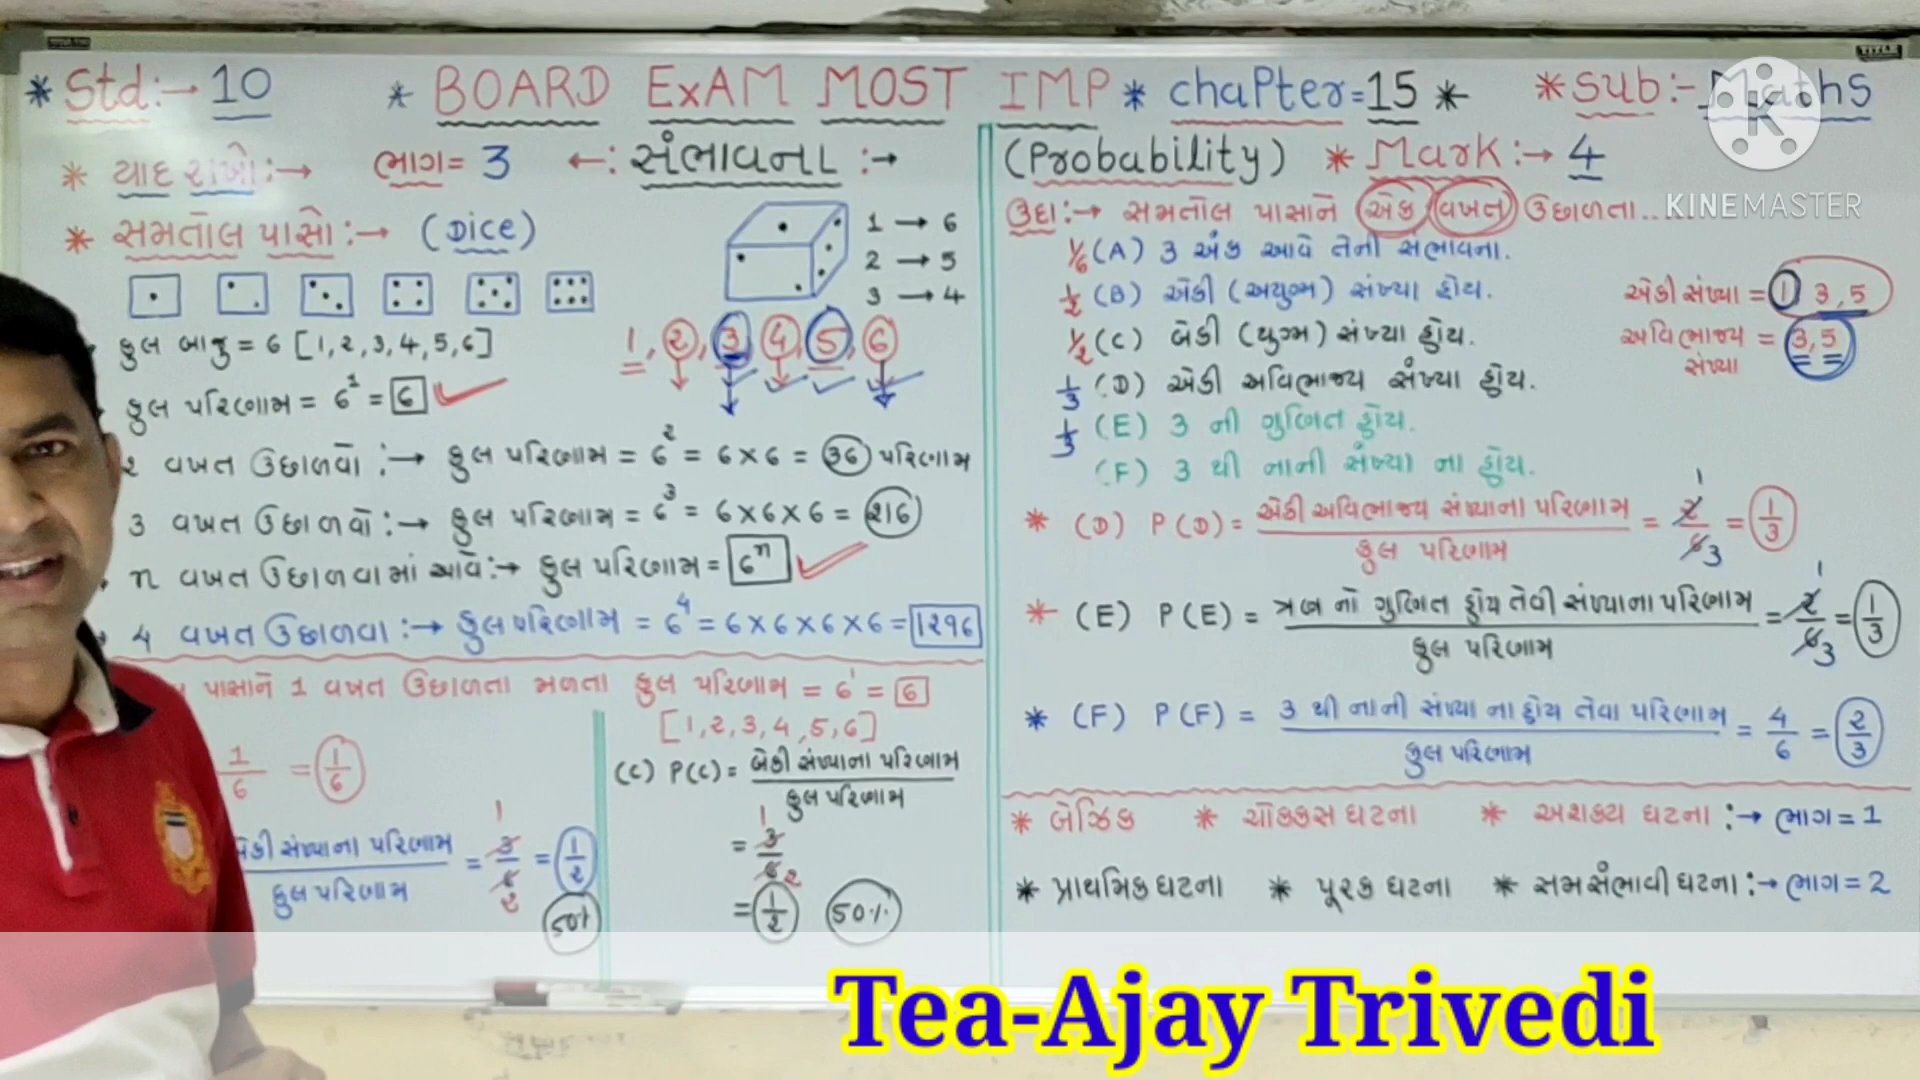 * Std:→ 10 * BOARD ExAM MOST IMP * chaPter=15 * * Sub:- Maths
* યાદ રાખો:→ ભાગ= 3 ←: સંભાવના :→ (Probability) * Mark:→ 4
KINEMASTER
* સમતોલ પાસો:→ (Dice)
1 → 6
2 → 5
3 → 4
કુલ બાજુ = 6 [1,2,3,4,5,6]
1, 2, 3, 4, 5, 6
કુલ પરિણામ = 6¹ = 6
૨ વખત ઉછાળવો :→ કુલ પરિણામ = 6² = 6×6 = 36 પરિણામ
3 વખત ઉછાળવો:→ કુલ પરિણામ = 6³ = 6×6×6 = 216
n વખત ઉછાળવામાં આવે:→ કુલ પરિણામ = 6ⁿ
4 વખત ઉછાળવા :→ કુલ પરિણામ = 6⁴ = 6×6×6×6 = 1296
પાસાને 1 વખત ઉછાળતા મળતા કુલ પરિણામ = 6¹ = 6
[1,2,3,4,5,6]
1/6 = 1/6
સંખ્યાના પરિણામ / કુલ પરિણામ = 3/6 = 1/2
50%
(C) P(C) = બેકી સંખ્યાના પરિણામ / કુલ પરિણામ
= 3/6
= 1/2 50%
ઉદા:→ સમતોલ પાસાને એક વખત ઉછાળતા.....
1/6 (A) 3 અંક આવે તેની સંભાવના.
1/2 (B) એકી (અયુગ્મ) સંખ્યા હોય.
1/2 (C) બેકી (યુગ્મ) સંખ્યા હોય.
1/3 (D) એકી અવિભાજ્ય સંખ્યા હોય.
1/3 (E) 3 ની ગુણિત હોય.
(F) 3 થી નાની સંખ્યા ના હોય.
એકી સંખ્યા = 1, 3, 5
અવિભાજ્ય સંખ્યા = 3, 5
* (D) P(D) = એકી અવિભાજ્ય સંખ્યાના પરિણામ / કુલ પરિણામ = 2/6 = 1/3
* (E) P(E) = ત્રણ નો ગુણિત હોય તેવી સંખ્યાના પરિણામ / કુલ પરિણામ = 2/6 = 1/3
* (F) P(F) = 3 થી નાની સંખ્યા ના હોય તેવા પરિણામ / કુલ પરિણામ = 4/6 = 2/3
* બેઝિક * ચોક્કસ ઘટના * અશક્ય ઘટના :→ ભાગ = 1
* પ્રાથમિક ઘટના * પૂરક ઘટના * સમસંભાવી ઘટના :→ ભાગ = 2
Tea-Ajay Trivedi